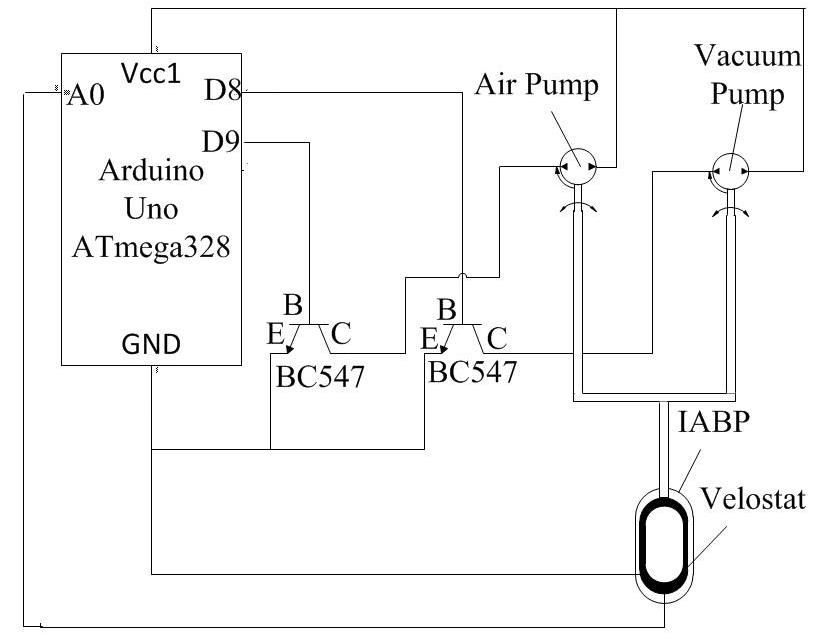 Vcc1
A0
D8
D9
Arduino
Uno
ATmega328
GND
Air Pump
Vacuum
Pump
B
E
C
BC547
B
E
C
BC547
IABP
Velostat